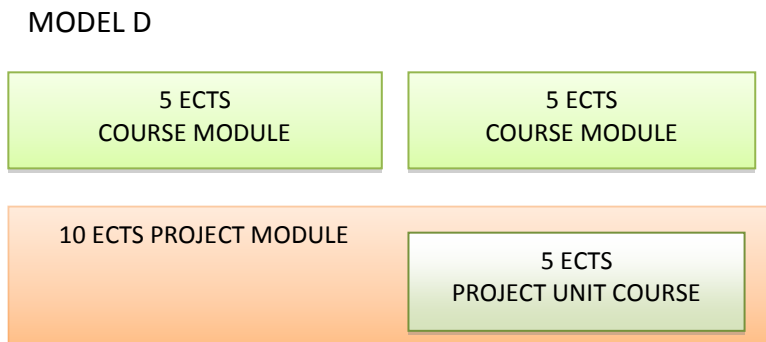 MODEL D
5 ECTS
COURSE MODULE
5 ECTS
COURSE MODULE
10 ECTS PROJECT MODULE
5 ECTS
PROJECT UNIT COURSE